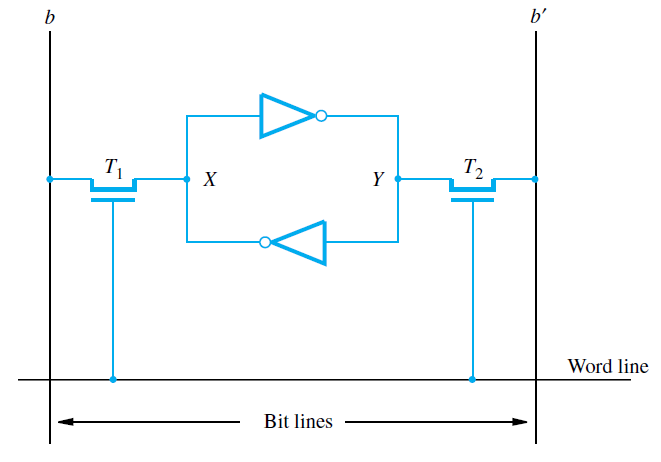 b b′
T₁ X Y T₂
Word line
Bit lines